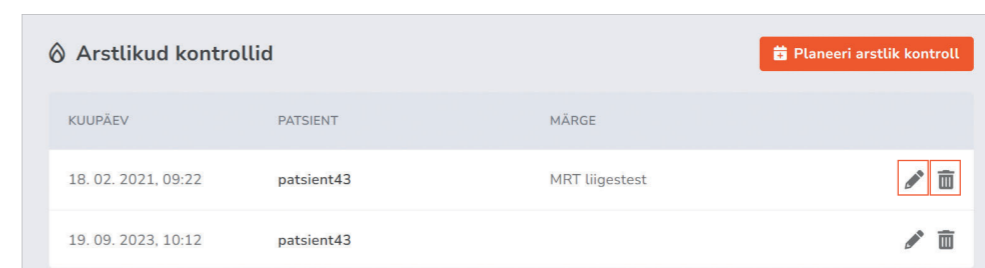 Arstlikud kontrollid
Planeeri arstlik kontroll
KUUPÄEV PATSIENT MÄRGE
18. 02. 2021, 09:22 patsient43 MRT liigestest
19. 09. 2023, 10:12 patsient43